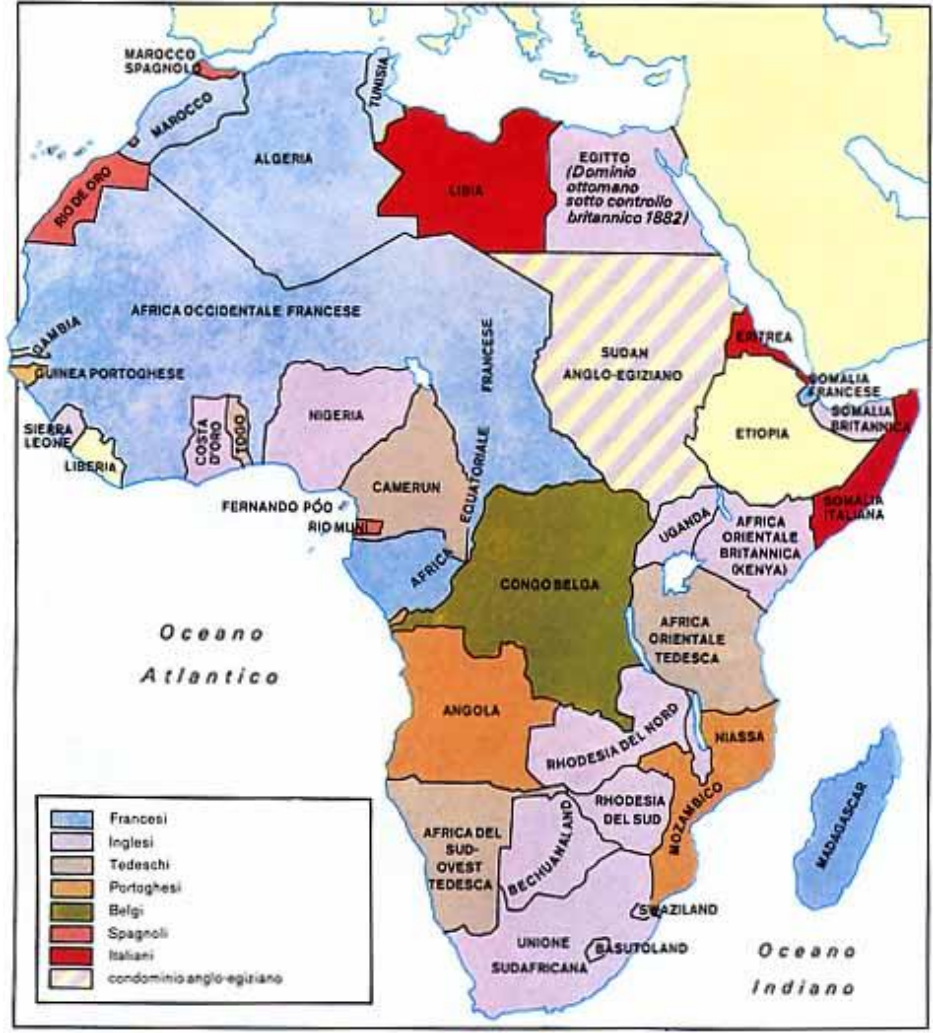 MAROCCO
SPAGNOLO
MAROCCO
TUNISIA
ALGERIA
LIBIA
EGITTO
(Dominio
ottomano
sotto controllo
britannico 1882)
RIO DE ORO
AFRICA OCCIDENTALE FRANCESE
GAMBIA
GUINEA PORTOGHESE
SIERRA
LEONE
LIBERIA
COSTA
D'ORO
TOGO
NIGERIA
CAMERUN
FERNANDO PÓO
RIO MUNI
AFRICA
EQUATORIALE
FRANCESE
SUDAN
ANGLO-EGIZIANO
ERITREA
SOMALIA
FRANCESE
SOMALIA
BRITANNICA
ETIOPIA
SOMALIA
ITALIANA
UGANDA
AFRICA
ORIENTALE
BRITANNICA
(KENYA)
CONGO BELGA
AFRICA
ORIENTALE
TEDESCA
Oceano
Atlantico
ANGOLA
RHODESIA DEL NORD
NIASSA
MOZAMBICO
RHODESIA
DEL SUD
MADAGASCAR
AFRICA DEL
SUD-
OVEST
TEDESCA
BECHUANALAND
SWAZILAND
UNIONE
SUDAFRICANA
BASUTOLAND
Oceano
Indiano
Francesi
Inglesi
Tedeschi
Portoghesi
Belgi
Spagnoli
Italiani
condominio anglo-egiziano